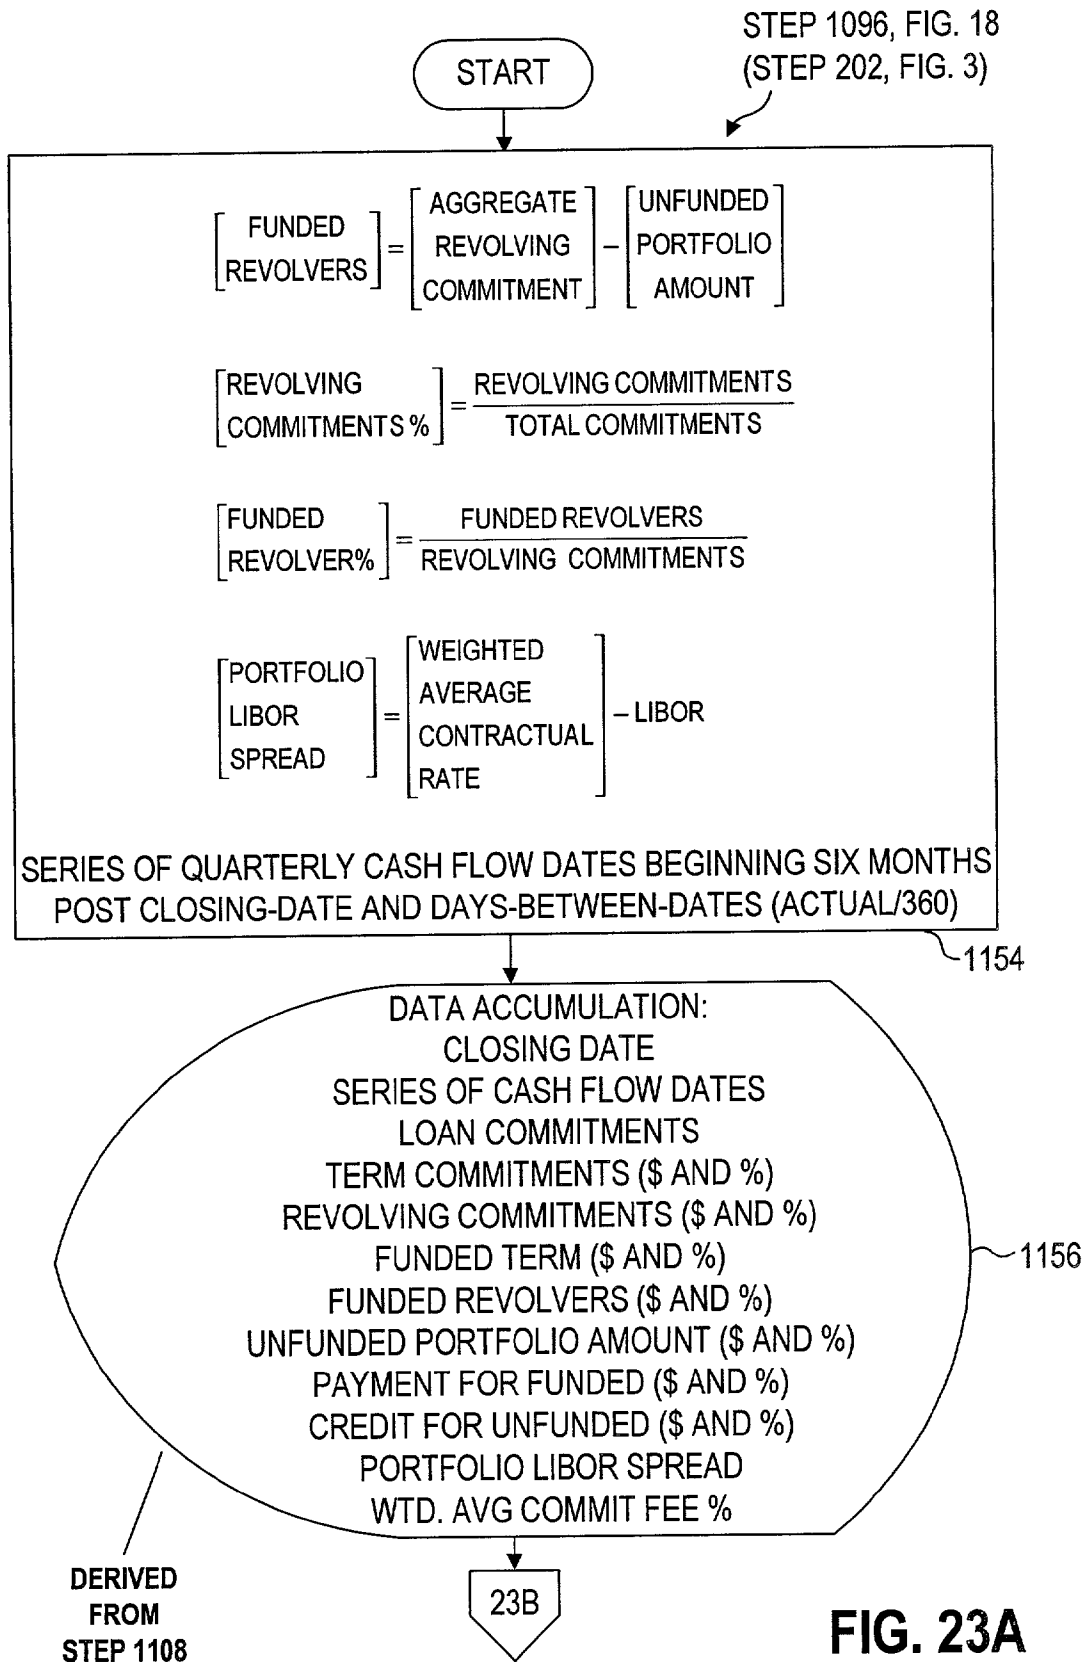 STEP 1096, FIG. 18
(STEP 202, FIG. 3)
START
[FUNDED REVOLVERS] = [AGGREGATE REVOLVING COMMITMENT] − [UNFUNDED PORTFOLIO AMOUNT]
[REVOLVING COMMITMENTS %] = REVOLVING COMMITMENTS / TOTAL COMMITMENTS
[FUNDED REVOLVER%] = FUNDED REVOLVERS / REVOLVING COMMITMENTS
[PORTFOLIO LIBOR SPREAD] = [WEIGHTED AVERAGE CONTRACTUAL RATE] − LIBOR
SERIES OF QUARTERLY CASH FLOW DATES BEGINNING SIX MONTHS
POST CLOSING-DATE AND DAYS-BETWEEN-DATES (ACTUAL/360)
1154
DATA ACCUMULATION:
CLOSING DATE
SERIES OF CASH FLOW DATES
LOAN COMMITMENTS
TERM COMMITMENTS ($ AND %)
REVOLVING COMMITMENTS ($ AND %)
FUNDED TERM ($ AND %)
1156
FUNDED REVOLVERS ($ AND %)
UNFUNDED PORTFOLIO AMOUNT ($ AND %)
PAYMENT FOR FUNDED ($ AND %)
CREDIT FOR UNFUNDED ($ AND %)
PORTFOLIO LIBOR SPREAD
WTD. AVG COMMIT FEE %
DERIVED
FROM
STEP 1108
23B
FIG. 23A